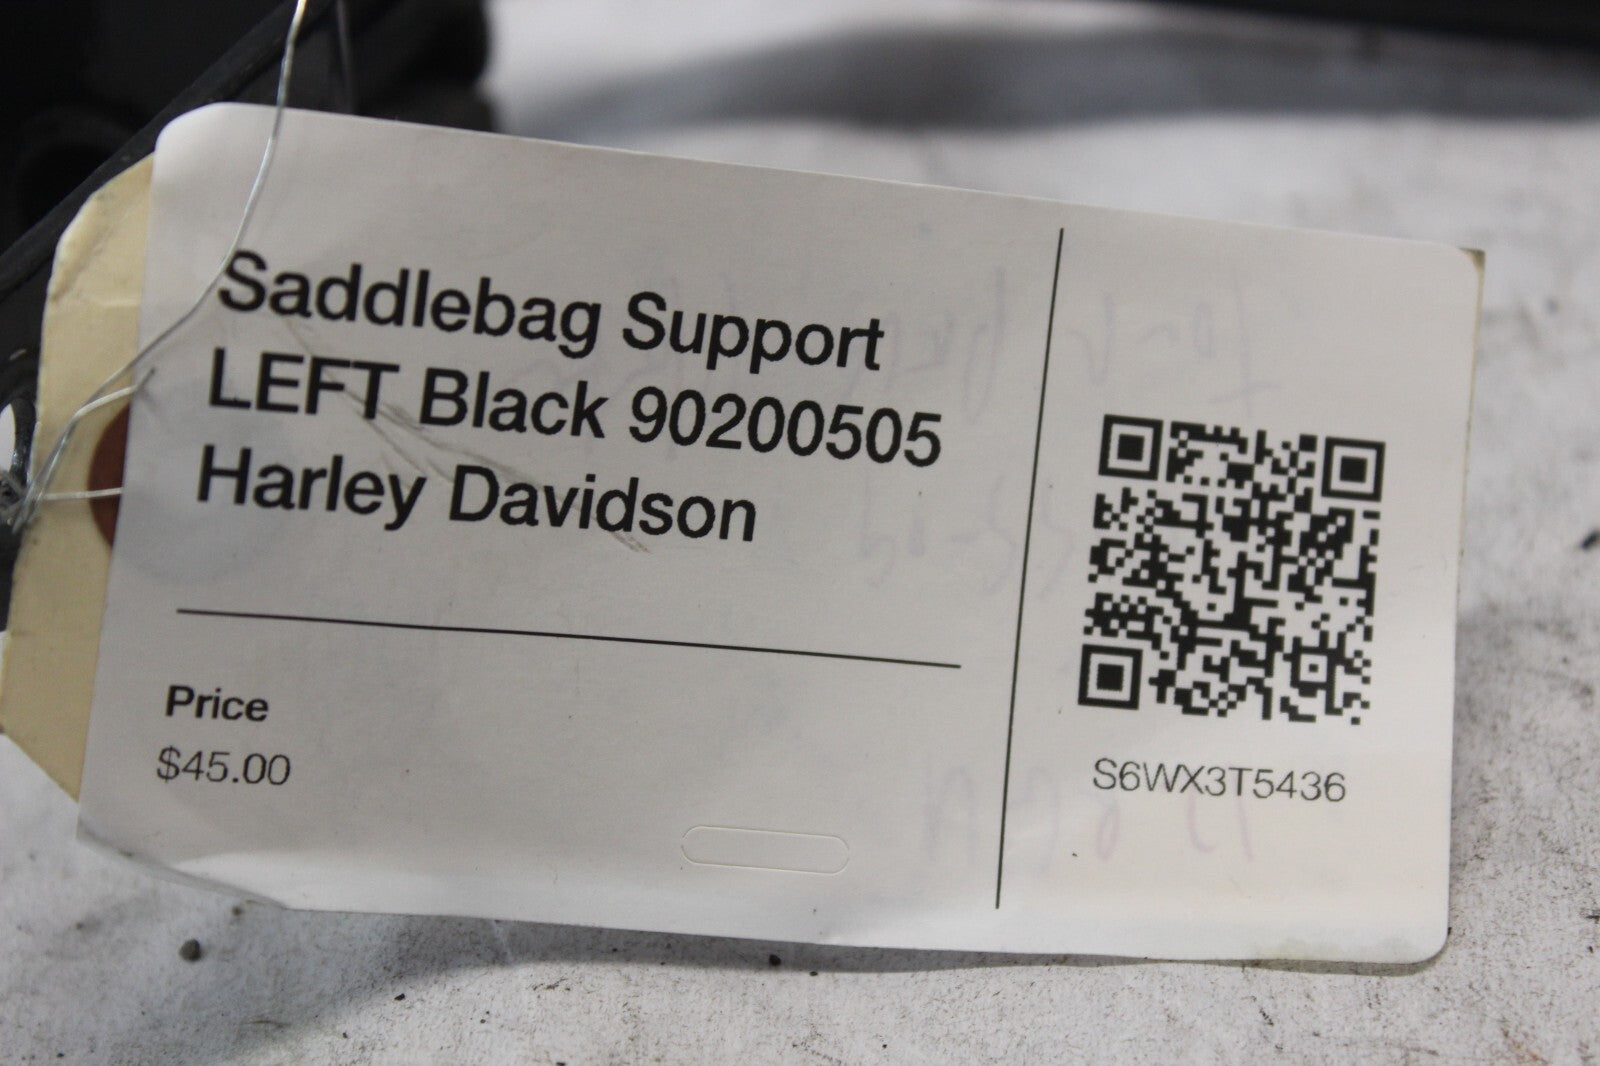 Saddlebag Support
LEFT Black 90200505
Harley Davidson
Price
$45.00
S6WX3T5436